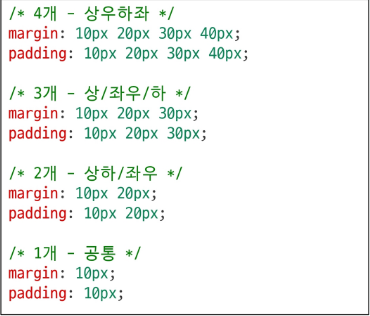 /* 4개 - 상우하좌 */
margin: 10px 20px 30px 40px;
padding: 10px 20px 30px 40px;
/* 3개 - 상/좌우/하 */
margin: 10px 20px 30px;
padding: 10px 20px 30px;
/* 2개 - 상하/좌우 */
margin: 10px 20px;
padding: 10px 20px;
/* 1개 - 공통 */
margin: 10px;
padding: 10px;